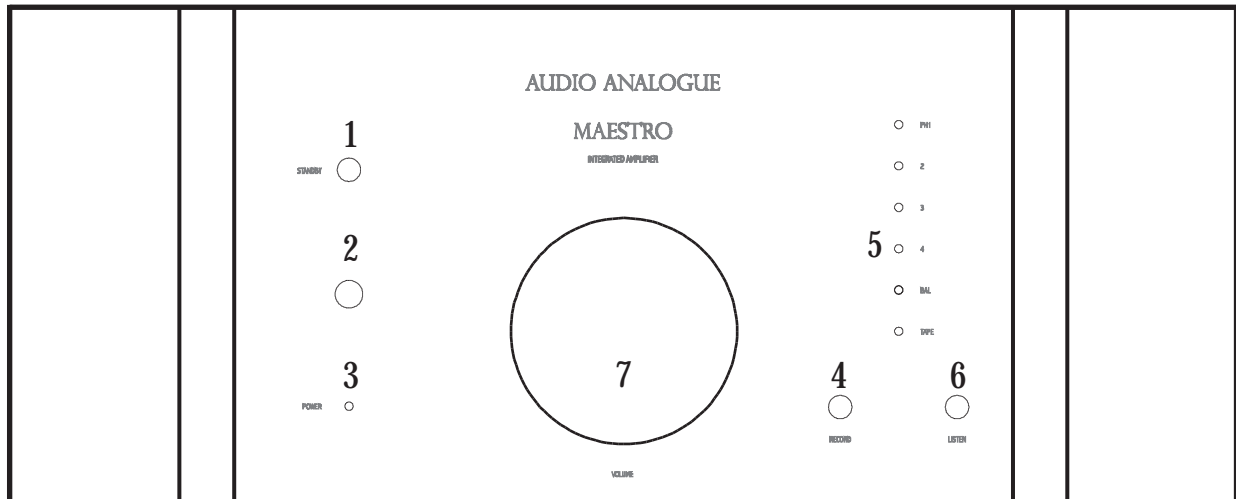 AUDIO ANALOGUE
MAESTRO
INTEGRATED AMPLIFIER
1
STANDBY
2
3
POWER
7
VOLUME
PH1
2
3
5 4
BAL
TAPE
4
RECORD
6
LISTEN